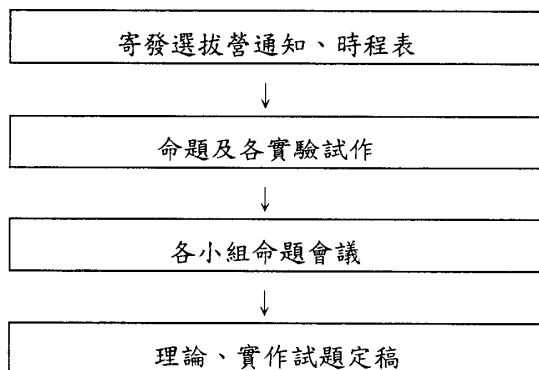 寄發選拔營通知、時程表
↓
命題及各實驗試作
↓
各小組命題會議
↓
理論、實作試題定稿